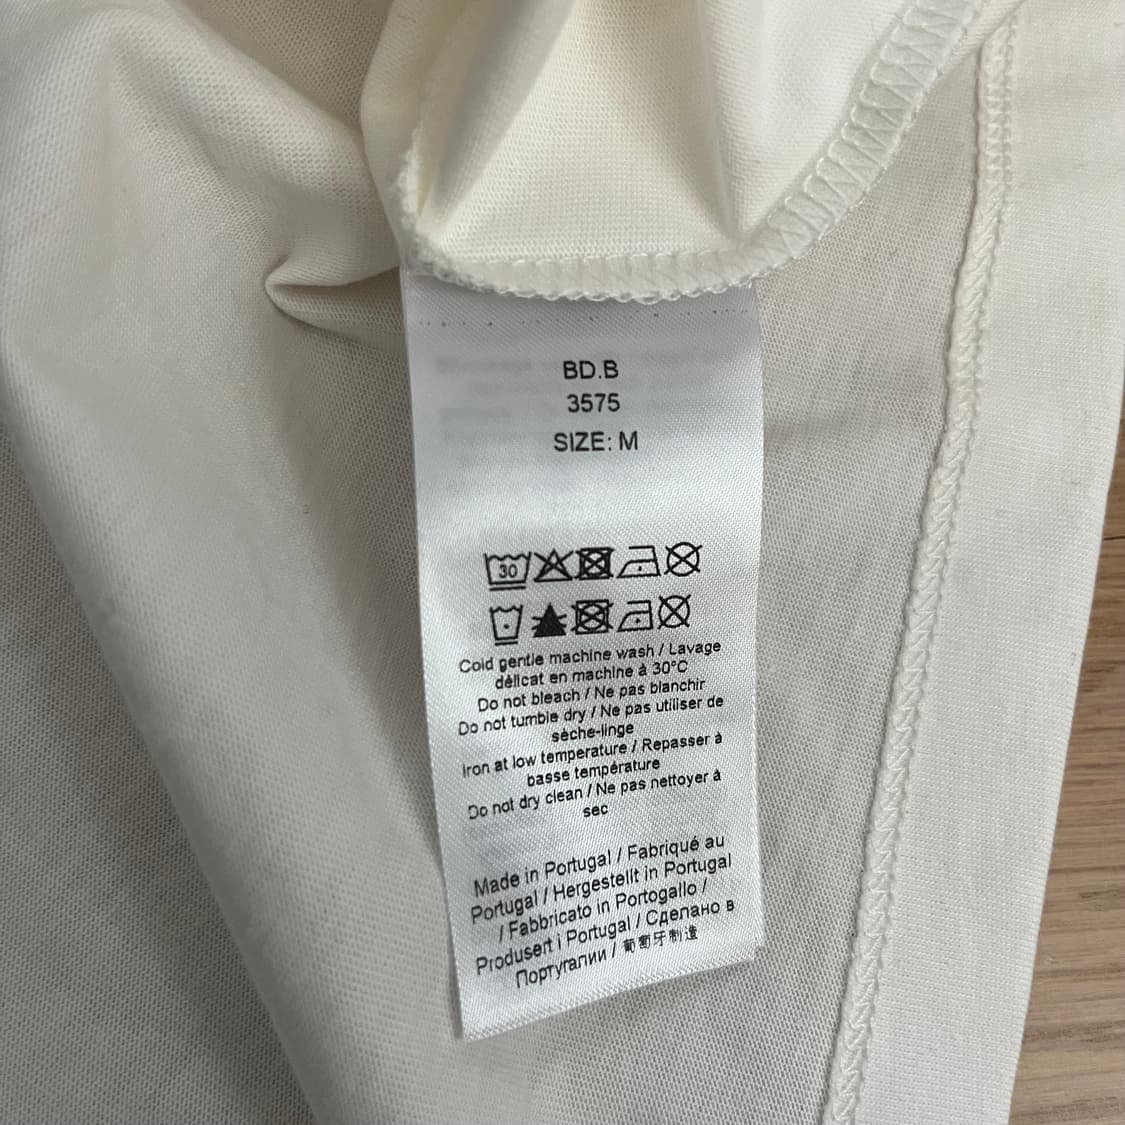 BD.B
3575
SIZE: M
30
Cold gentle machine wash / Lavage
délicat en machine à 30°C
Do not bleach / Ne pas blanchir
Do not tumble dry / Ne pas utiliser de
sèche-linge
Iron at low temperature / Repasser à
basse température
Do not dry clean / Ne pas nettoyer à
sec
Made in Portugal / Fabriqué au
Portugal / Hergestellt in Portugal
/ Fabbricato in Portogallo /
Produsert i Portugal / Сделано в
Португалии / 葡萄牙制造